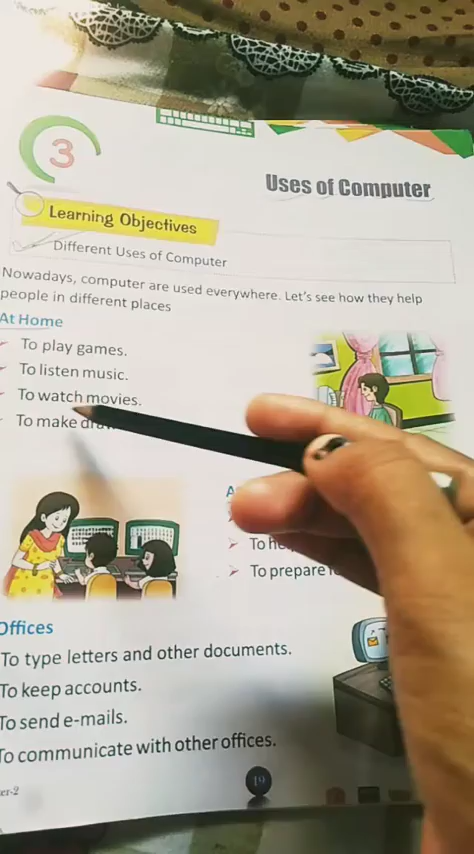 3
Uses of Computer
Learning Objectives
Different Uses of Computer
Nowadays, computer are used everywhere. Let's see how they help
people in different places
At Home
To play games.
To listen music.
To watch movies.
To make
To
To prepare
Offices
To type letters and other documents.
To keep accounts.
To send e-mails.
To communicate with other offices.
19